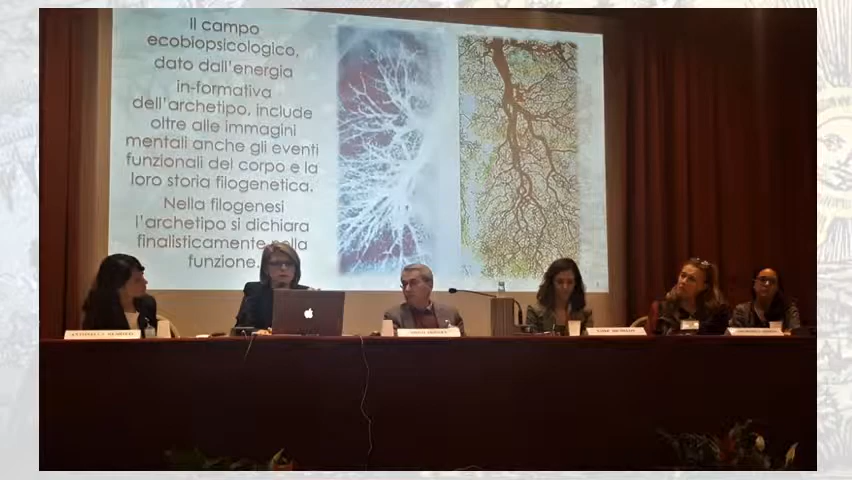 Il campo
ecobiopsicologico,
dato dall'energia
in-formativa
dell'archetipo, include
oltre alle immagini
mentali anche gli eventi
funzionali del corpo e la
loro storia filogenetica.
Nella filogenesi
l'archetipo si dichiara
finalisticamente nella
funzione.